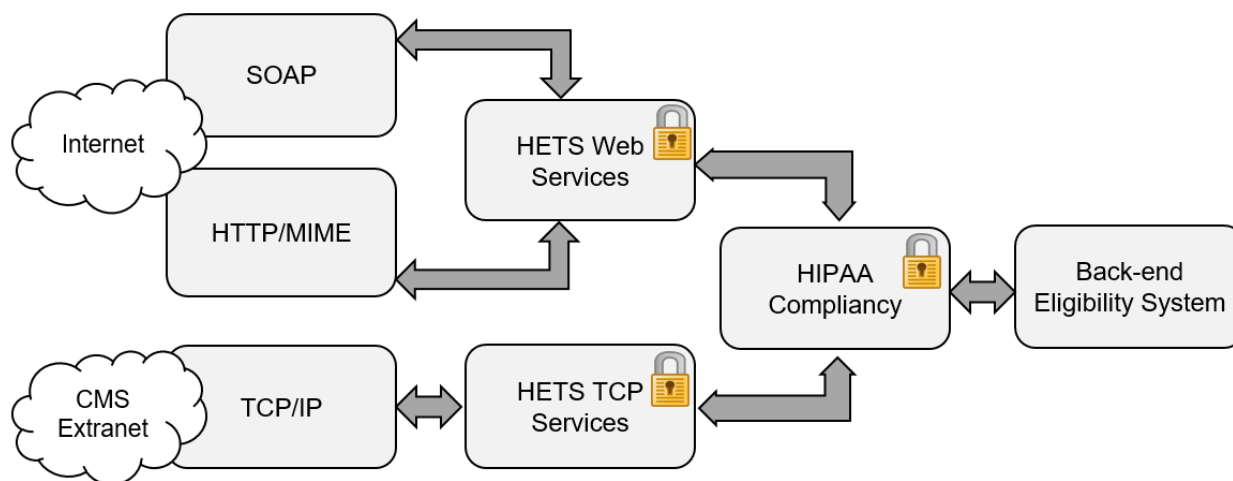 SOAP
Internet
HTTP/MIME
HETS Web
Services
HIPAA
Compliancy
Back-end
Eligibility System
CMS
Extranet
TCP/IP
HETS TCP
Services